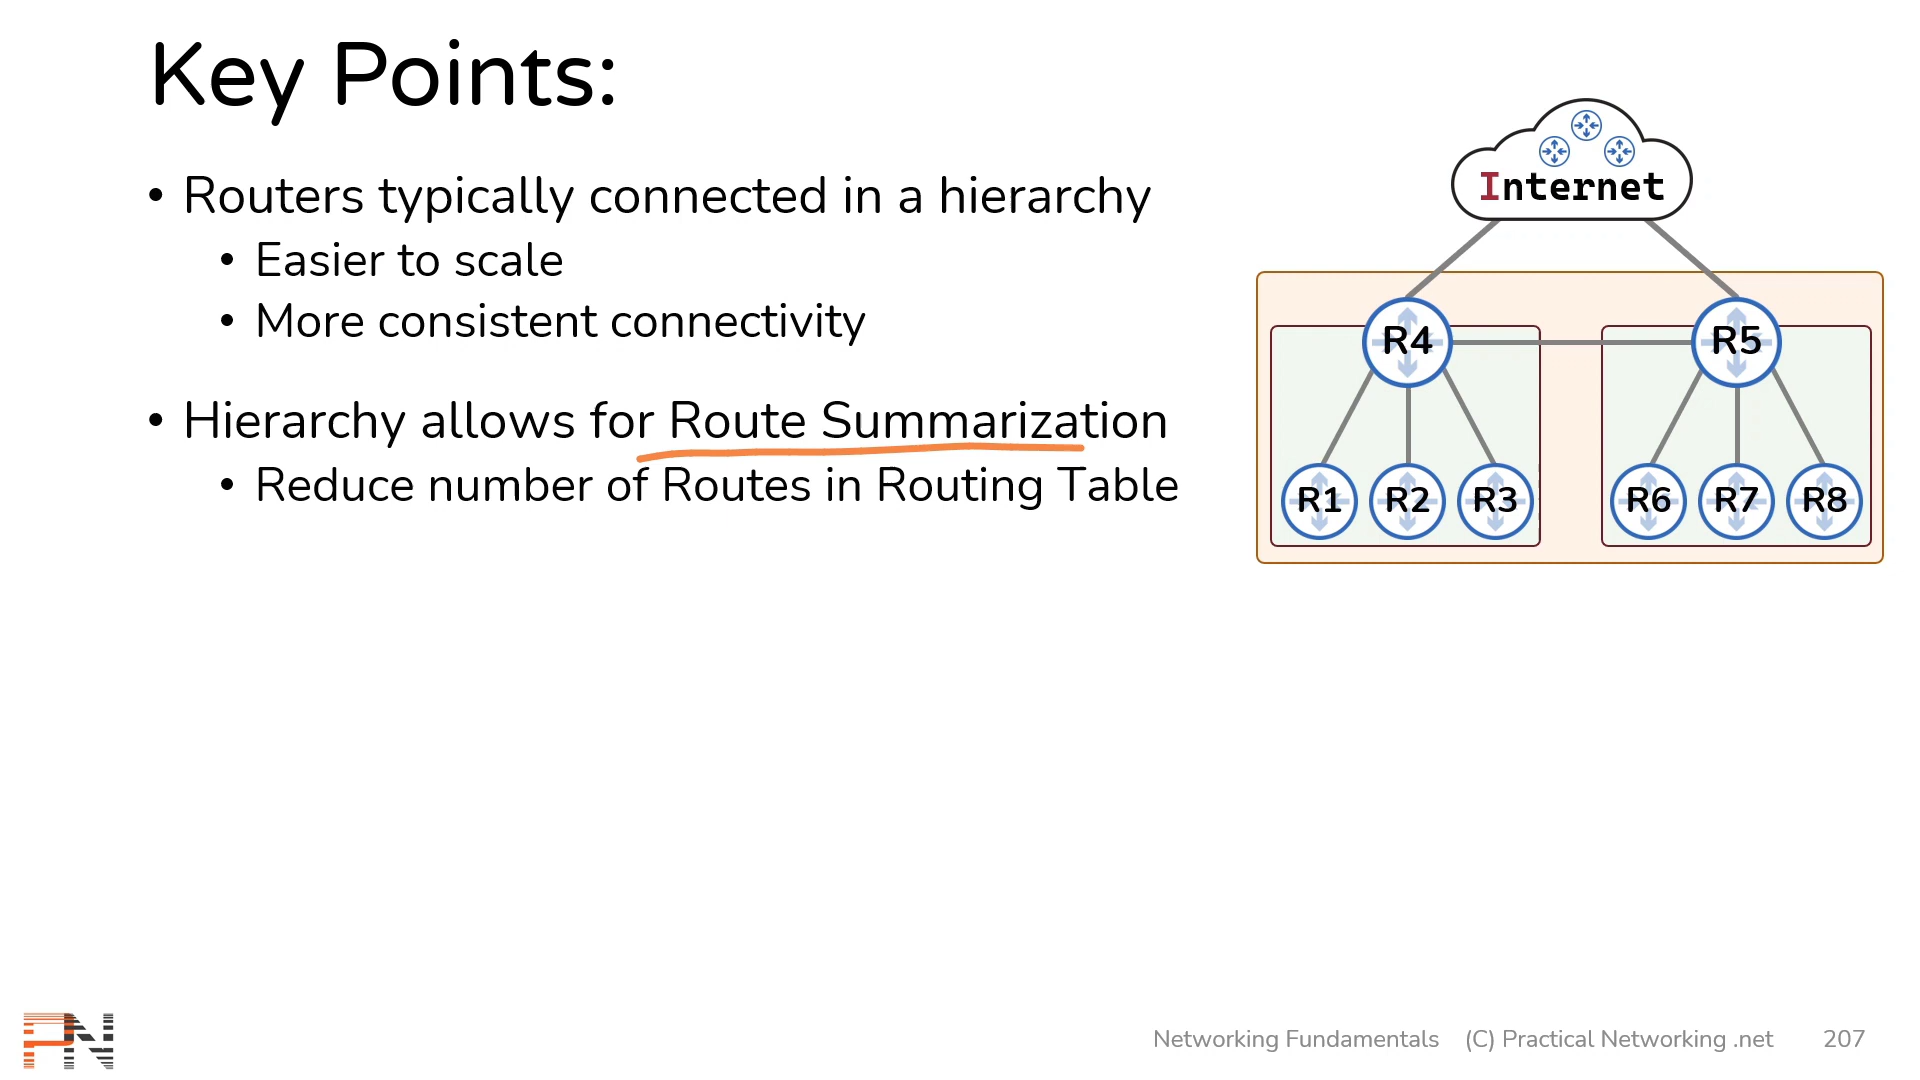 Key Points:
• Routers typically connected in a hierarchy
• Easier to scale
• More consistent connectivity
• Hierarchy allows for Route Summarization
• Reduce number of Routes in Routing Table
Internet
R4 R5
R1 R2 R3 R6 R7 R8
PN
Networking Fundamentals (C) Practical Networking .net 207